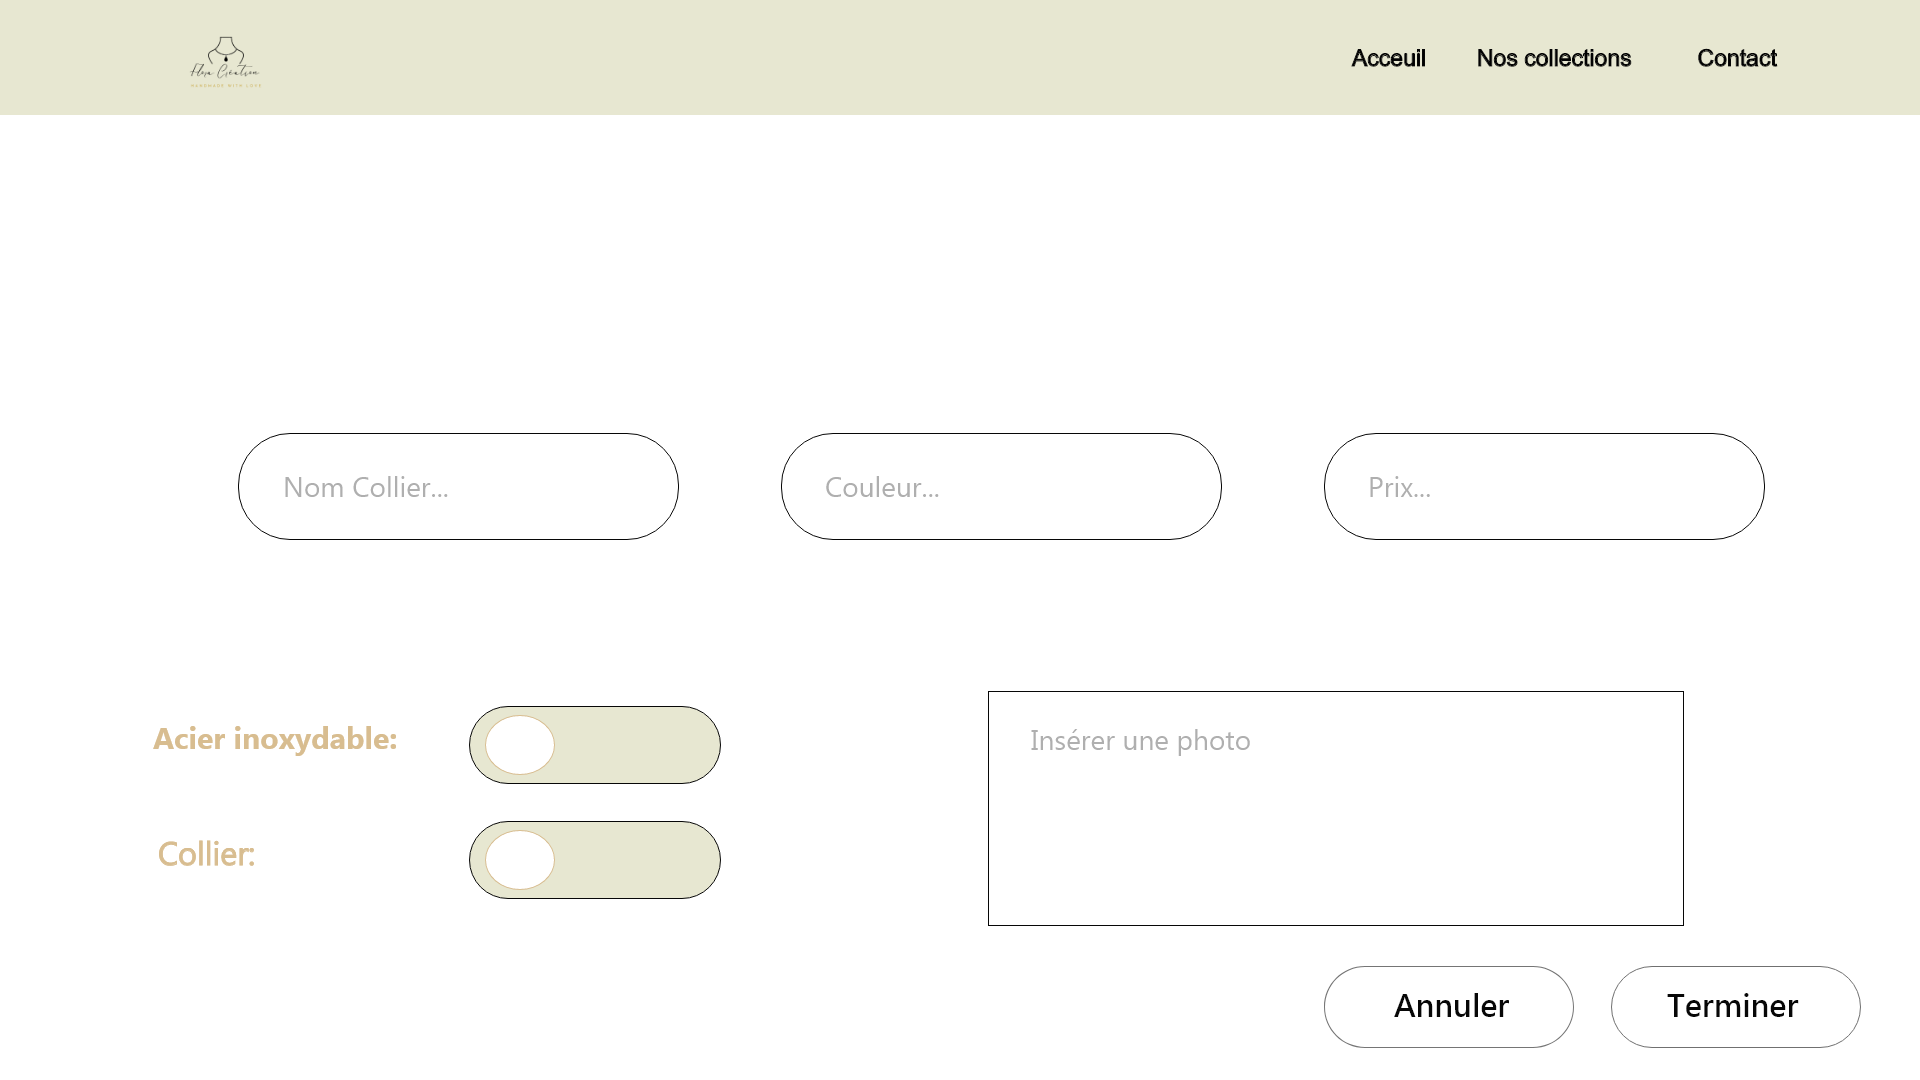 Flora Création
HANDMADE WITH LOVE
Acceuil
Nos collections
Contact
Nom Collier...
Couleur...
Prix...
Acier inoxydable:
Insérer une photo
Collier:
Annuler
Terminer